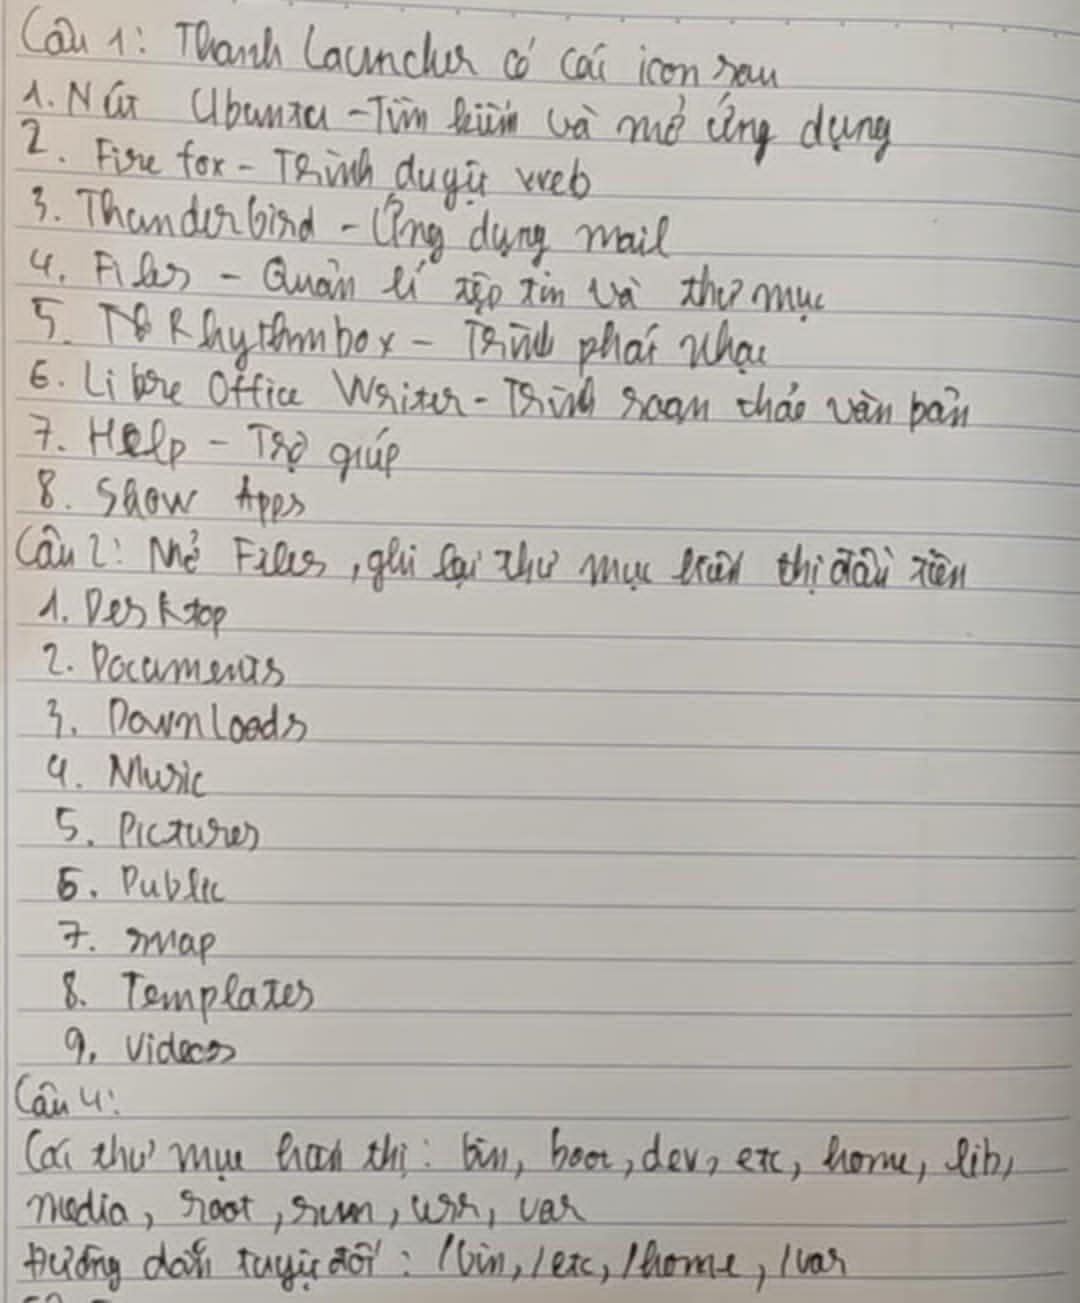 Câu 1: Thanh Launcher có các icon sau
1. Nút Ubuntu - Tìm kiếm và mở ứng dụng
2. Fire fox - Trình duyệt web
3. Thunderbird - Ứng dụng mail
4. Files - Quản lí tệp tin và thư mục
5. Rhythmbox - Trình phát nhạc
6. Libre Office Writer - Trình soạn thảo văn bản
7. Help - Trợ giúp
8. Show Apps
Câu 2: Mở Files, ghi lại thư mục hiển thị đầu tiên
1. Desktop
2. Documents
3. Downloads
4. Music
5. Pictures
6. Public
7. snap
8. Templates
9. Videos
Câu 4:
Các thư mục hiển thị: bin, boot, dev, etc, home, lib,
media, root, run, usr, var
Đường dẫn tuyệt đối: /bin, /etc, /home, /var